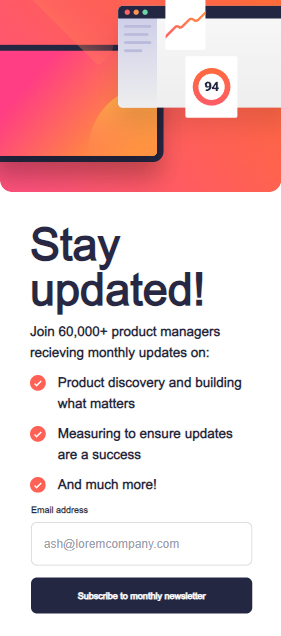 94
Stay
updated!
Join 60,000+ product managers
recieving monthly updates on:
Product discovery and building
what matters
Measuring to ensure updates
are a success
And much more!
Email address
ash@loremcompany.com
Subscribe to monthly newsletter